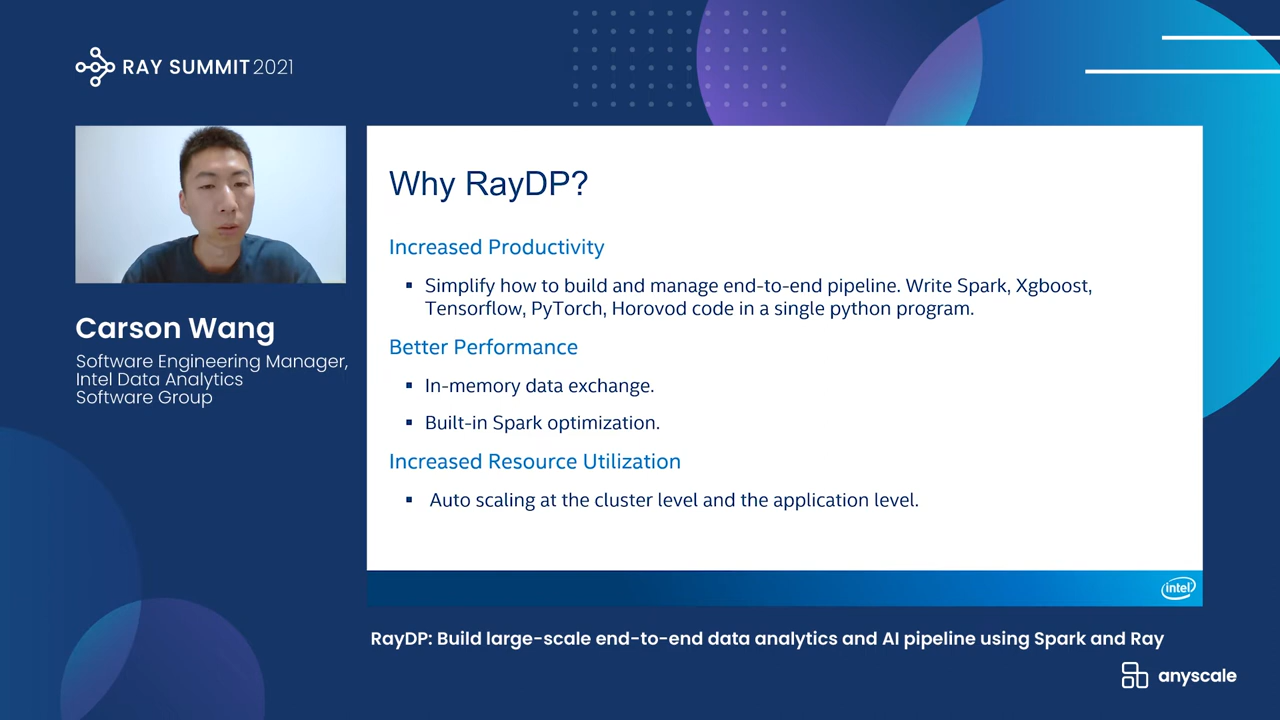 RAY SUMMIT 2021
Carson Wang
Software Engineering Manager,
Intel Data Analytics
Software Group
Why RayDP?
Increased Productivity
▪ Simplify how to build and manage end-to-end pipeline. Write Spark, Xgboost,
Tensorflow, PyTorch, Horovod code in a single python program.
Better Performance
▪ In-memory data exchange.
▪ Built-in Spark optimization.
Increased Resource Utilization
▪ Auto scaling at the cluster level and the application level.
intel
RayDP: Build large-scale end-to-end data analytics and AI pipeline using Spark and Ray
anyscale